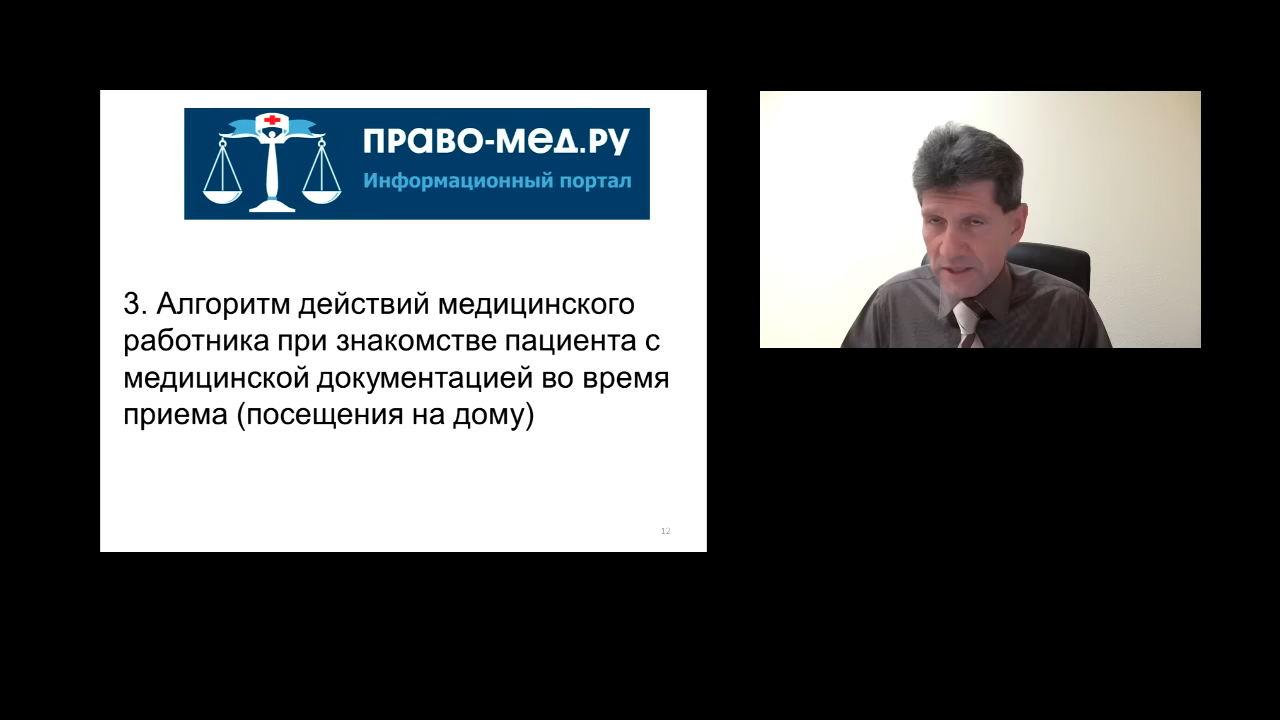 ПРАВО-МЕД.РУ
Информационный портал
3. Алгоритм действий медицинского
работника при знакомстве пациента с
медицинской документацией во время
приема (посещения на дому)
12